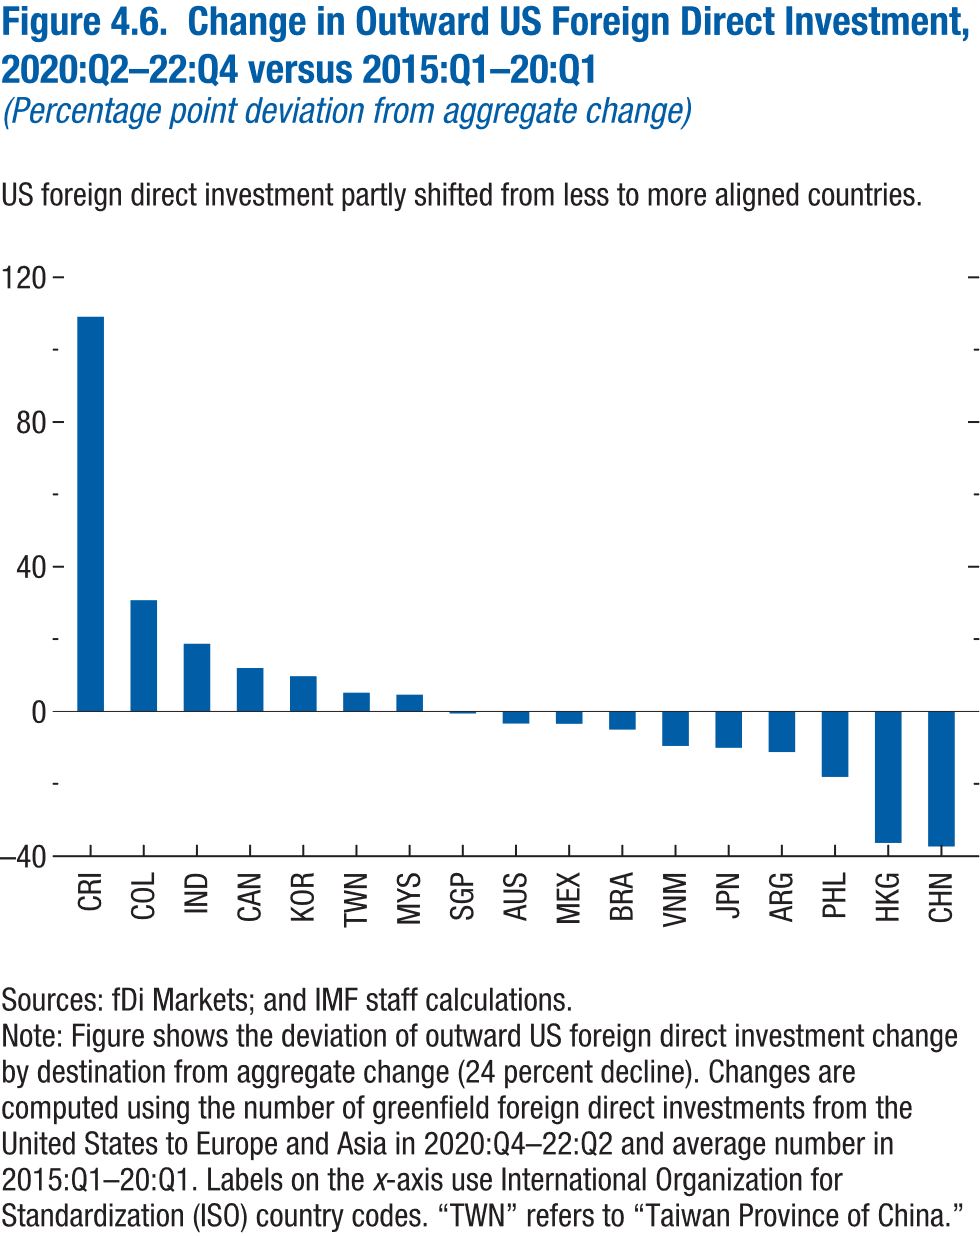 Figure 4.6.  Change in Outward US Foreign Direct Investment,
2020:Q2–22:Q4 versus 2015:Q1–20:Q1
(Percentage point deviation from aggregate change)
US foreign direct investment partly shifted from less to more aligned countries.
120
80
40
0
–40
CRI
COL
IND
CAN
KOR
TWN
MYS
SGP
AUS
MEX
BRA
VNM
JPN
ARG
PHL
HKG
CHN
Sources: fDi Markets; and IMF staff calculations.
Note: Figure shows the deviation of outward US foreign direct investment change
by destination from aggregate change (24 percent decline). Changes are
computed using the number of greenfield foreign direct investments from the
United States to Europe and Asia in 2020:Q4–22:Q2 and average number in
2015:Q1–20:Q1. Labels on the x-axis use International Organization for
Standardization (ISO) country codes. “TWN” refers to “Taiwan Province of China.”